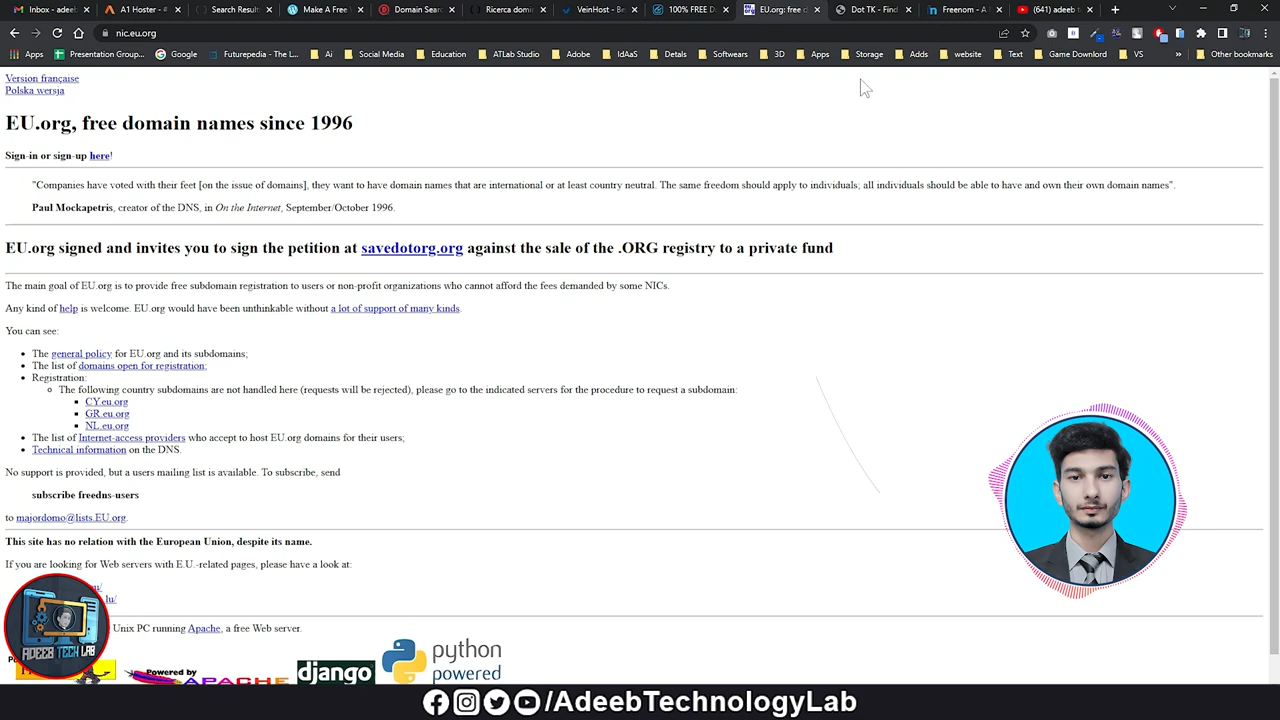 Inbox - adeeb
A1 Hoster - #
Search Result
Make A Free
Domain Sear
Ricerca domin
VeinHost - Be
100% FREE D
EU.org: free d
Dot TK - Find
Freenom - A
(641) adeeb t
nic.eu.org
Apps
Presentation Group...
Google
Futurepedia - The L...
Ai
Social Media
Education
ATLab Studio
Adobe
IdAaS
Detals
Softwers
3D
Apps
Storage
Adds
website
Text
Game Downlord
VS
»
Other bookmarks
Version française
Polska wersja
EU.org, free domain names since 1996
Sign-in or sign-up here!
"Companies have voted with their feet [on the issue of domains], they want to have domain names that are international or at least country neutral. The same freedom should apply to individuals; all individuals should be able to have and own their own domain names".
Paul Mockapetris, creator of the DNS, in On the Internet, September/October 1996.
EU.org signed and invites you to sign the petition at savedotorg.org against the sale of the .ORG registry to a private fund
The main goal of EU.org is to provide free subdomain registration to users or non-profit organizations who cannot afford the fees demanded by some NICs.
Any kind of help is welcome. EU.org would have been unthinkable without a lot of support of many kinds.
You can see:
The general policy for EU.org and its subdomains;
The list of domains open for registration;
Registration:
The following country subdomains are not handled here (requests will be rejected), please go to the indicated servers for the procedure to request a subdomain:
CY.eu.org
GR.eu.org
NL.eu.org
The list of Internet-access providers who accept to host EU.org domains for their users;
Technical information on the DNS.
No support is provided, but a users mailing list is available. To subscribe, send
subscribe freedns-users
to majordomo@lists.EU.org.
This site has no relation with the European Union, despite its name.
If you are looking for Web servers with E.U.-related pages, please have a look at:
lu/
Unix PC running Apache, a free Web server.
ADEEB TECH LAB
Powered by
APACHE
django
python
powered
/AdeebTechnologyLab